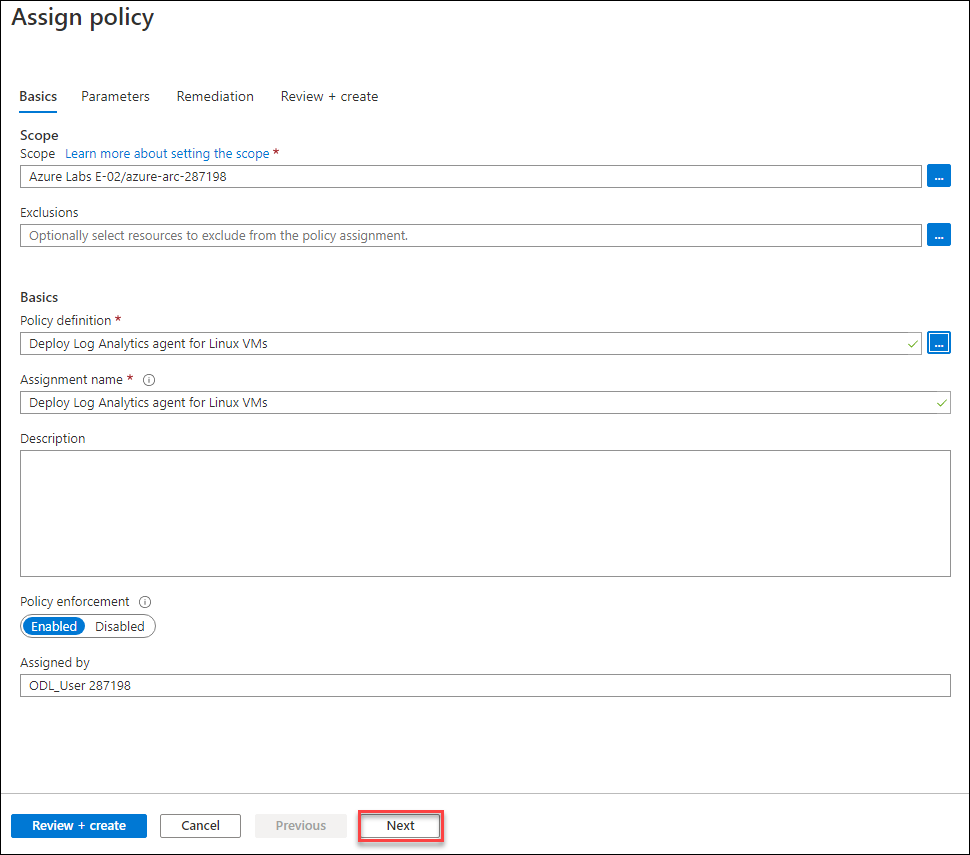 Assign policy
Basics Parameters Remediation Review + create
Scope
Scope Learn more about setting the scope *
Azure Labs E-02/azure-arc-287198 ...
Exclusions
Optionally select resources to exclude from the policy assignment. ...
Basics
Policy definition *
Deploy Log Analytics agent for Linux VMs ...
Assignment name *
Deploy Log Analytics agent for Linux VMs
Description
Policy enforcement
Enabled Disabled
Assigned by
ODL_User 287198
Review + create Cancel Previous Next